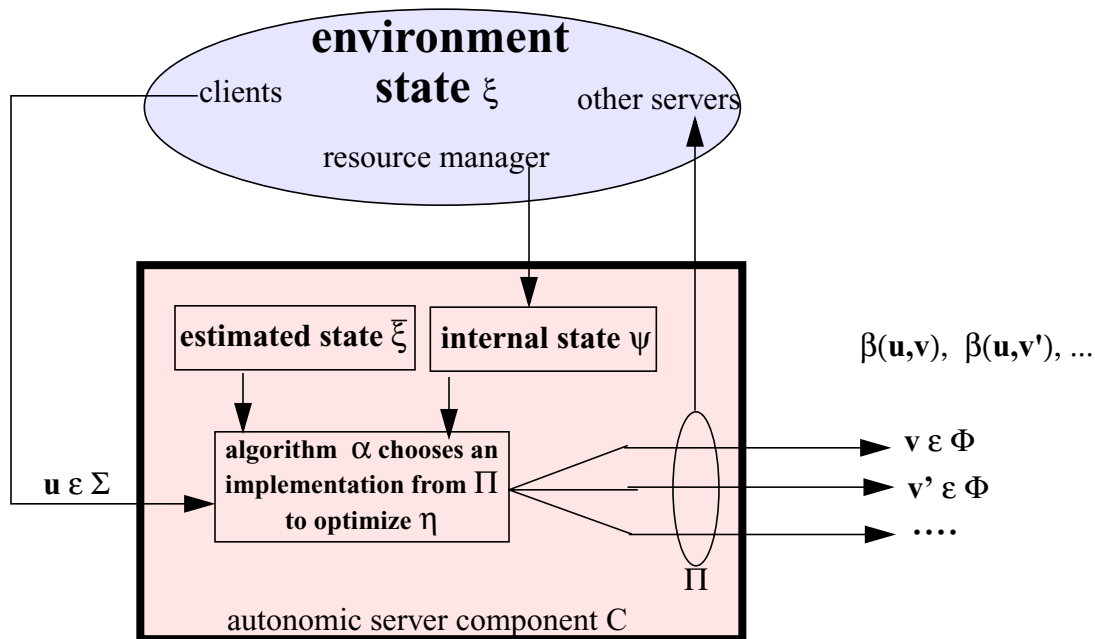 environment
state ξ
clients
other servers
resource manager
estimated state ξ̄
internal state ψ
β(u,v), β(u,v'), ...
algorithm α chooses an
implementation from Π
to optimize η
u ε Σ
v ε Φ
v’ ε Φ
....
Π
autonomic server component C